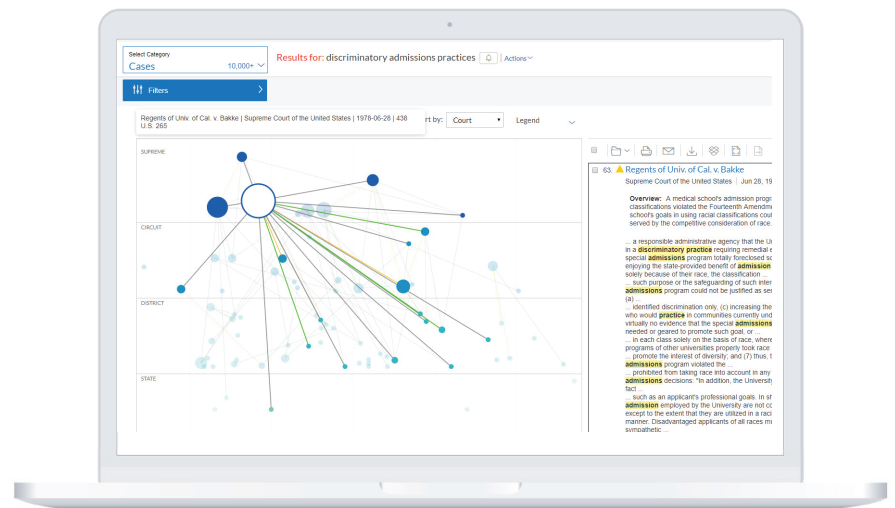 Select Category
Cases 10,000+
Results for: discriminatory admissions practices Actions
Filters
Regents of Univ. of Cal. v. Bakke | Supreme Court of the United States | 1978-06-28 | 438
U.S. 265
rt by: Court Legend
SUPREME
CIRCUIT
DISTRICT
STATE
63. Regents of Univ. of Cal. v. Bakke
Supreme Court of the United States | Jun 28, 19
Overview: A medical school's admission progr
classifications violated the Fourteenth Amendm
school's goals in using racial classifications coul
served by the competitive consideration of race
... a responsible administrative agency that the Un
in a discriminatory practice requiring remedial e
special admissions program totally foreclosed so
enjoying the state-provided benefit of admission
solely because of their race, the classification ...
... such purpose or the safeguarding of such inter
admissions program could not be justified as ser
(a) ...
... identified discrimination only, (c) increasing the
who would practice in communities currently und
virtually no evidence that the special admissions
needed or geared to promote such goal, or ...
... in each class solely on the basis of race, where
programs of other universities properly took race
... promote the interest of diversity; and (7) thus, t
admissions program violated the ...
... prohibited from taking race into account in any
admissions decisions: "In addition, the University
fact ...
... such as an applicant's professional goals. In sh
admission employed by the University are not co
except to the extent that they are utilized in a raci
manner. Disadvantaged applicants of all races mu
sympathetic ...